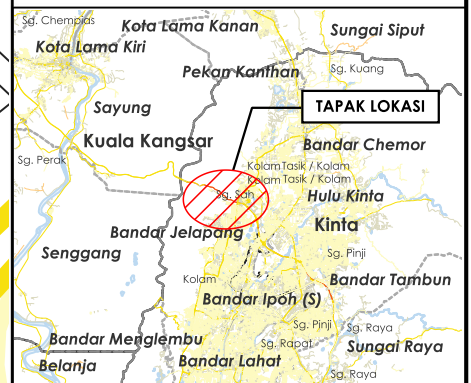 Sg. Chempias
Kota Lama Kanan
Sungai Siput
Kota Lama Kiri
Pekan Kanthan
Sg. Kuang
Sayung
TAPAK LOKASI
Kuala Kangsar
Bandar Chemor
Sg. Perak
Kolam Tasik / Kolam
Kolam Tasik / Kolam
Sg. Sah
Hulu Kinta
Bandar Jelapang
Kinta
Senggang
Sg. Pinji
Kolam
Bandar Tambun
Bandar Ipoh (S)
Sg. Pinji
Sg. Raya
Bandar Menglembu
Sg. Rapat
Sungai Raya
Belanja
Bandar Lahat
Sg. Raya